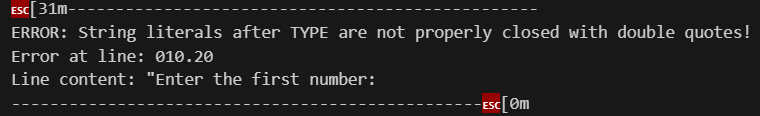 ESC[31m-------------------------------------------------
ERROR: String literals after TYPE are not properly closed with double quotes!
Error at line: 010.20
Line content: "Enter the first number:
-------------------------------------------------ESC[0m